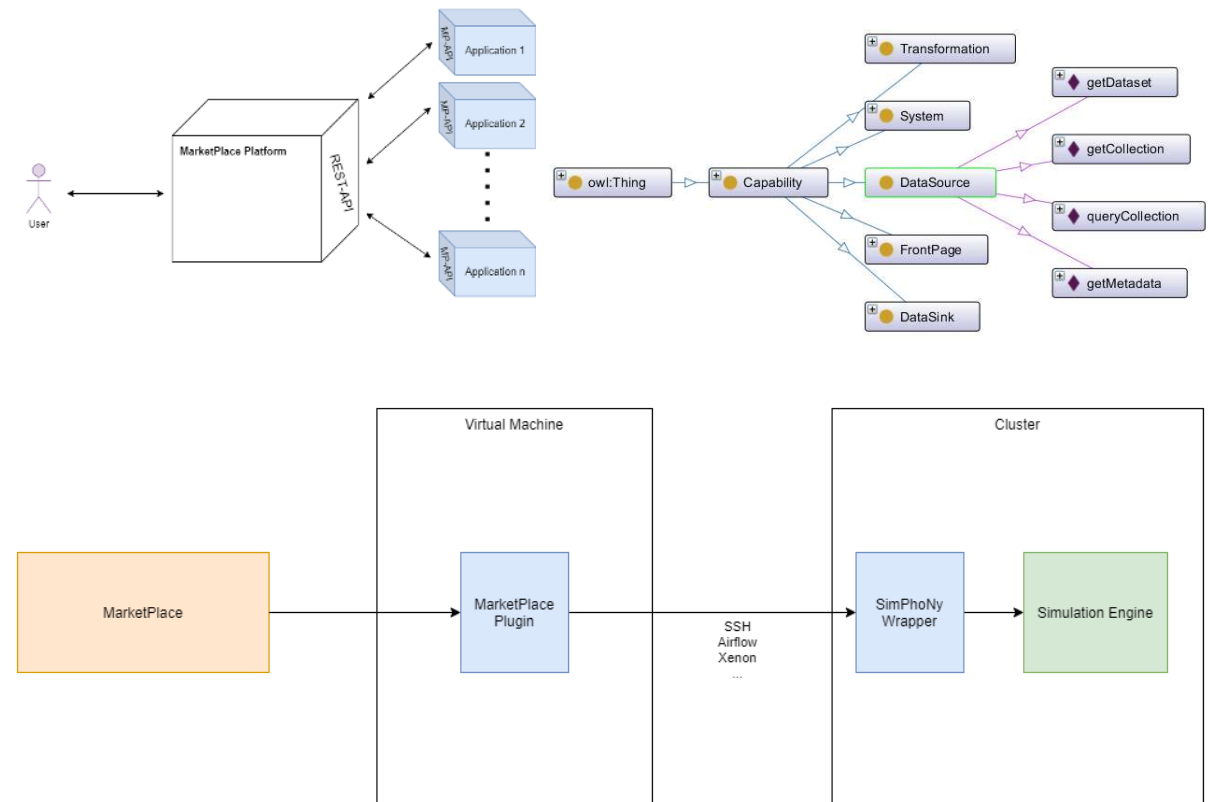 User
MarketPlace Platform
REST-API
MP-API
Application 1
MP-API
Application 2
MP-API
Application n
owl:Thing
Capability
Transformation
System
DataSource
FrontPage
DataSink
getDataset
getCollection
queryCollection
getMetadata
Virtual Machine
Cluster
MarketPlace
MarketPlace
Plugin
SSH
Airflow
Xenon
...
SimPhoNy
Wrapper
Simulation Engine